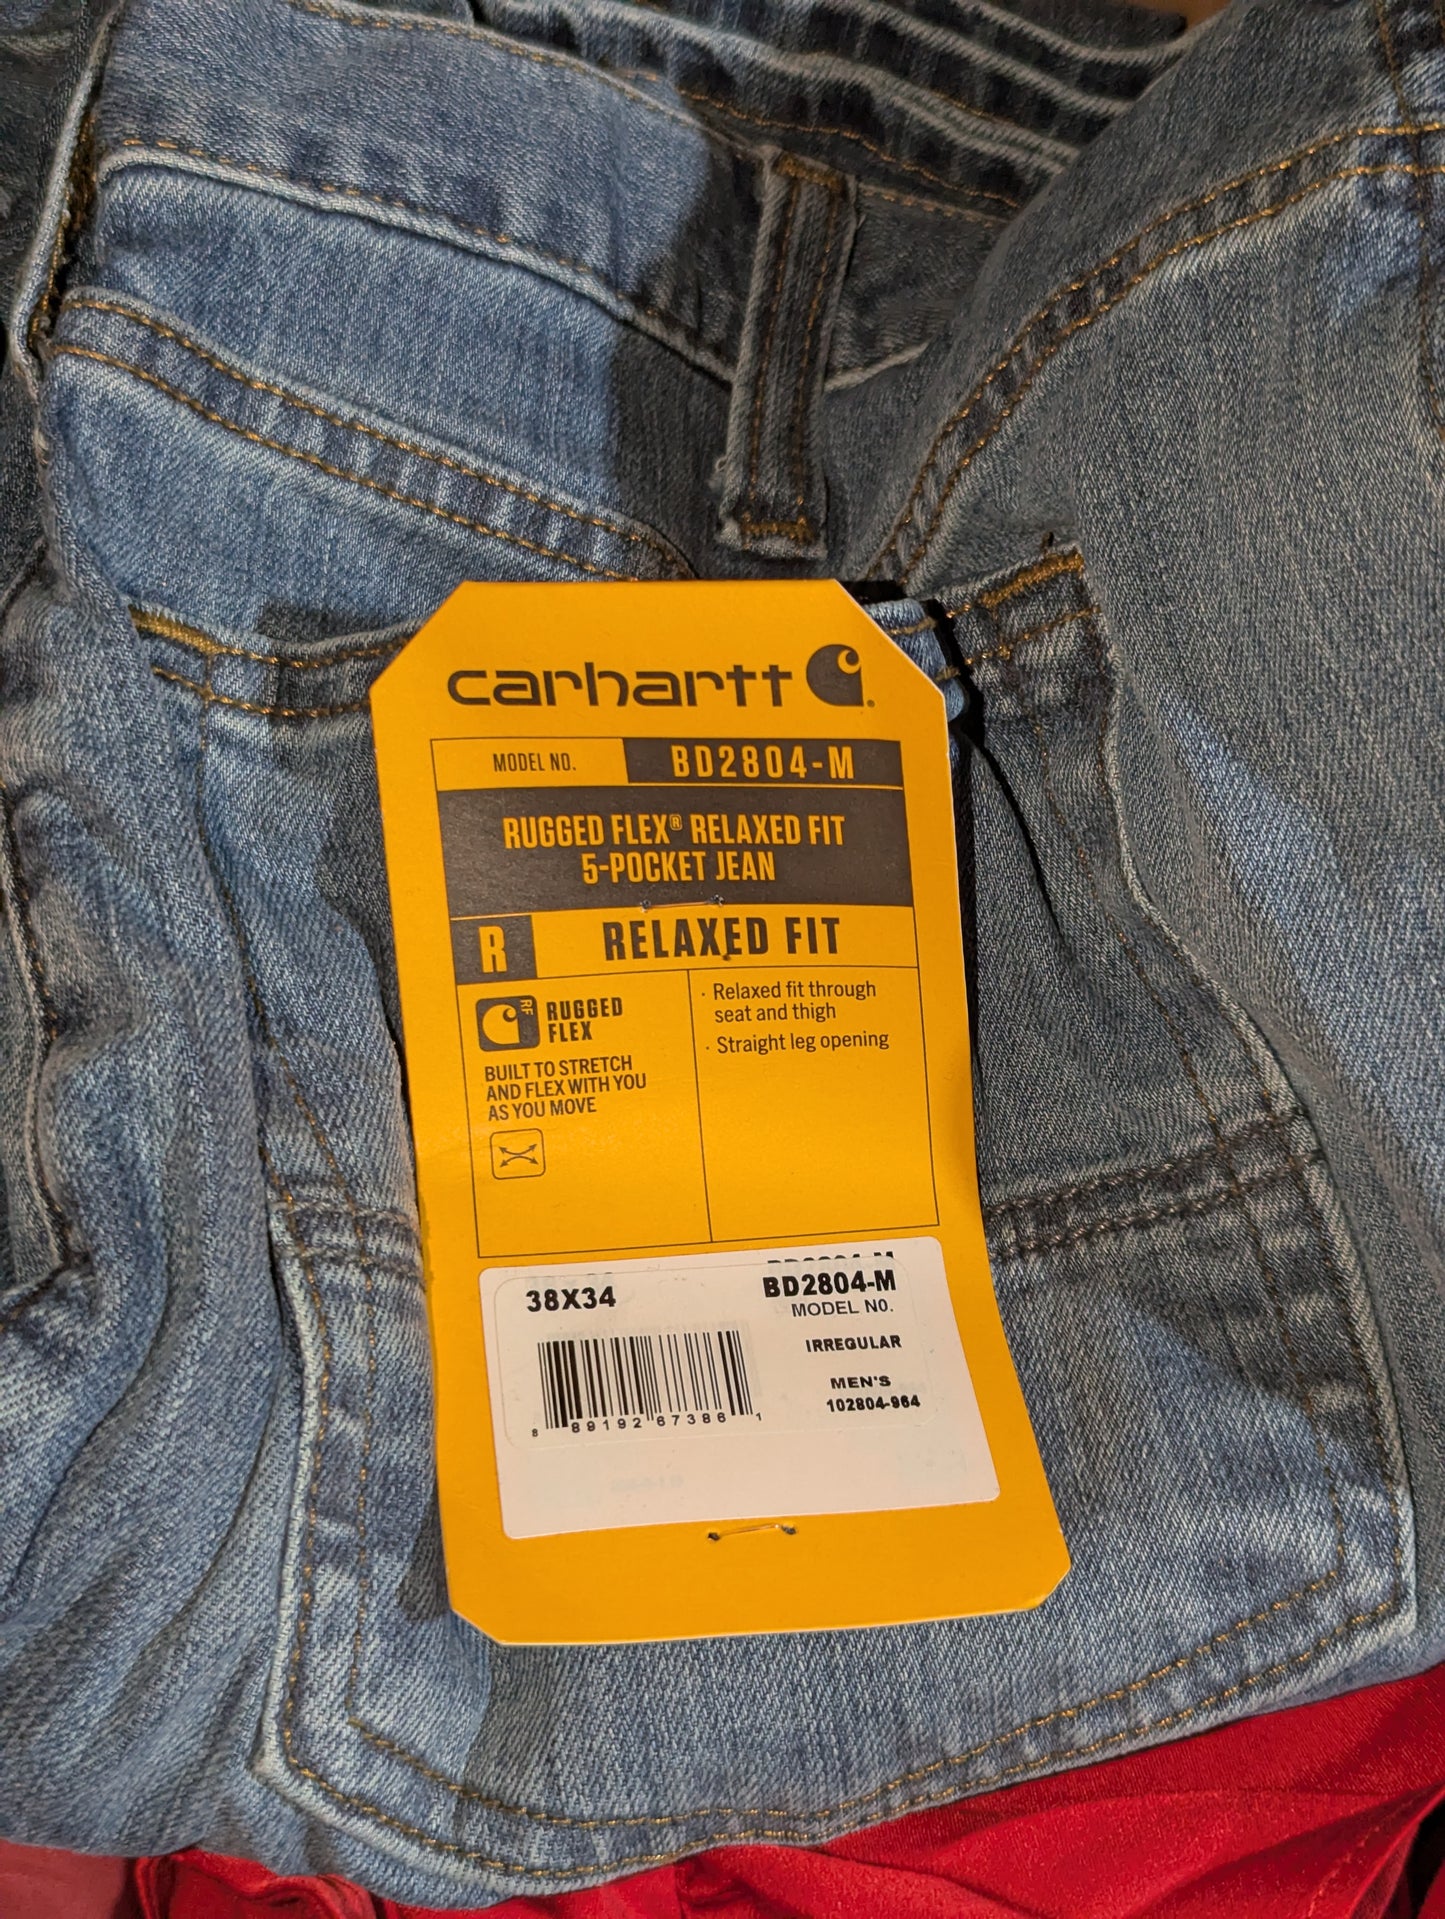 carhartt
MODEL NO. BD2804-M
RUGGED FLEX® RELAXED FIT
5-POCKET JEAN
R RELAXED FIT
RF
RUGGED
FLEX
BUILT TO STRETCH
AND FLEX WITH YOU
AS YOU MOVE
· Relaxed fit through
seat and thigh
· Straight leg opening
BD2804-M
38X34
BD2804-M
MODEL NO.
IRREGULAR
MEN'S
102804-964
8 89192 67386 1